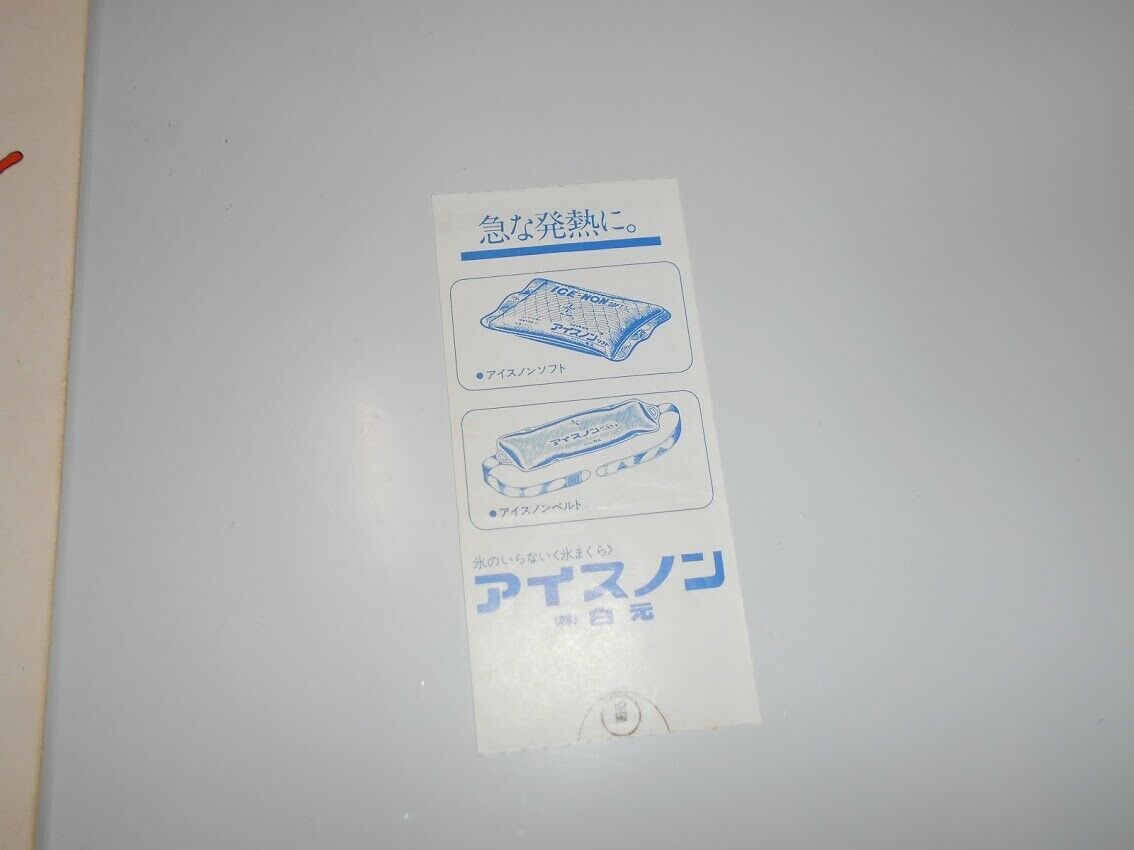 急な発熱に。
ICE-NON
アイスノン
●アイスノンソフト
アイスノン
●アイスノンベルト
氷のいらない〈氷まくら〉
アイスノン
㈱白元